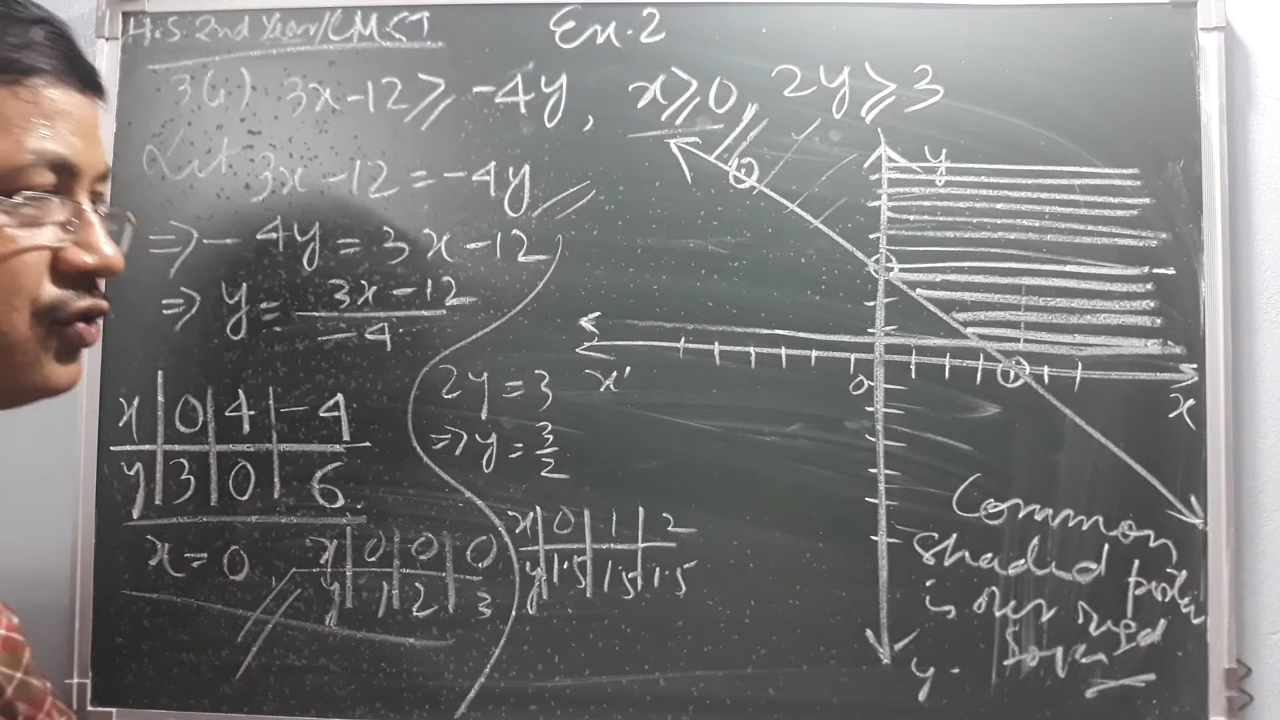 H.S. 2nd Year/CMST
Ex.2
3(i) 3x-12 ≥ -4y, x ≥ 0, 2y ≥ 3
Let 3x-12 = -4y
⇒ -4y = 3x-12
⇒ y = 3x-12 / -4
x | 0 | 4 | -4
y | 3 | 0 | 6
x = 0
x | 0 | 0 | 0
y | 1 | 2 | 3
2y = 3
⇒ y = 3/2
x | 0 | 1 | 2
y | 1.5 | 1.5 | 1.5
y
x'
0
x
y-
Common
shaded
is our